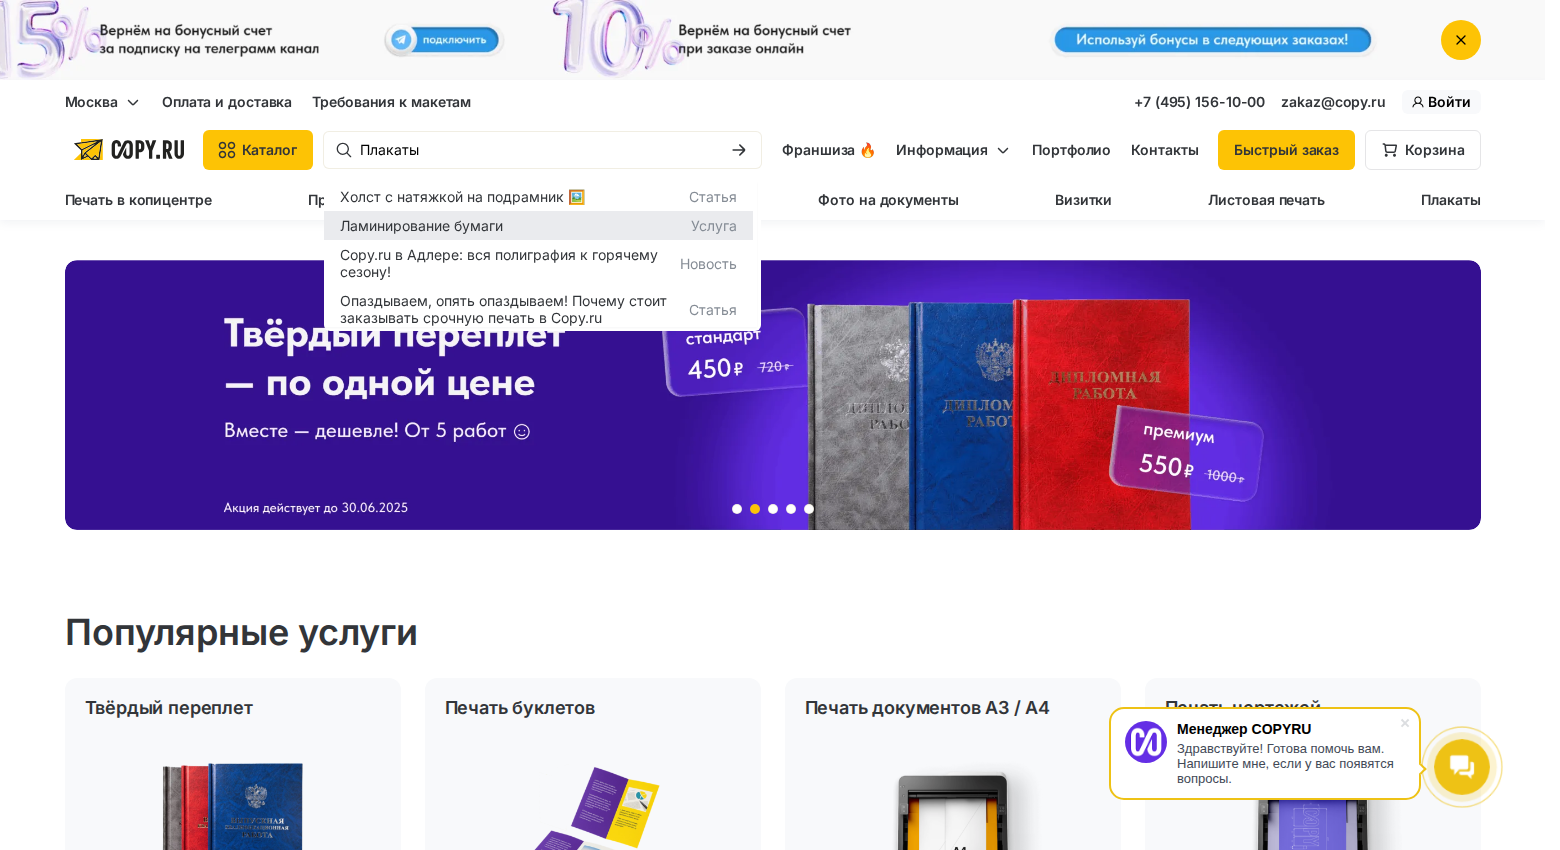 15%
Вернём на бонусный счет
за подписку на телеграмм канал
подключить
10%
Вернём на бонусный счет
при заказе онлайн
Используй бонусы в следующих заказах!
Москва
Оплата и доставка
Требования к макетам
+7 (495) 156-10-00
zakaz@copy.ru
Войти
COPY.RU
Каталог
Плакаты
Франшиза 🔥
Информация
Портфолио
Контакты
Быстрый заказ
Корзина
Печать в копицентре
Фото на документы
Визитки
Листовая печать
Плакаты
Холст с натяжкой на подрамник 🖼️
Статья
Ламинирование бумаги
Услуга
Copy.ru в Адлере: вся полиграфия к горячему
сезону!
Новость
Опаздываем, опять опаздываем! Почему стоит
заказывать срочную печать в Copy.ru
Статья
Твёрдый переплет
— по одной цене
Вместе — дешевле! От 5 работ
Акция действует до 30.06.2025
стандарт
450₽ 720₽
ДИПЛОМНАЯ
РАБОТА
премиум
550₽ 1000₽
Популярные услуги
Твёрдый переплет
Печать буклетов
Печать документов А3 / А4
Печать чертежей
Менеджер COPYRU
Здравствуйте! Готова помочь вам.
Напишите мне, если у вас появятся
вопросы.